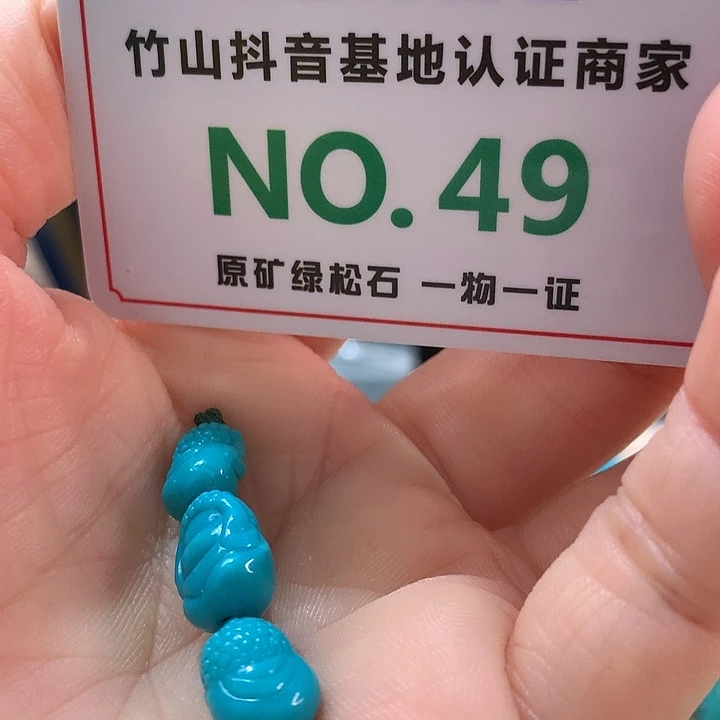 竹山抖音基地认证商家
NO.49
原矿绿松石 一物一证